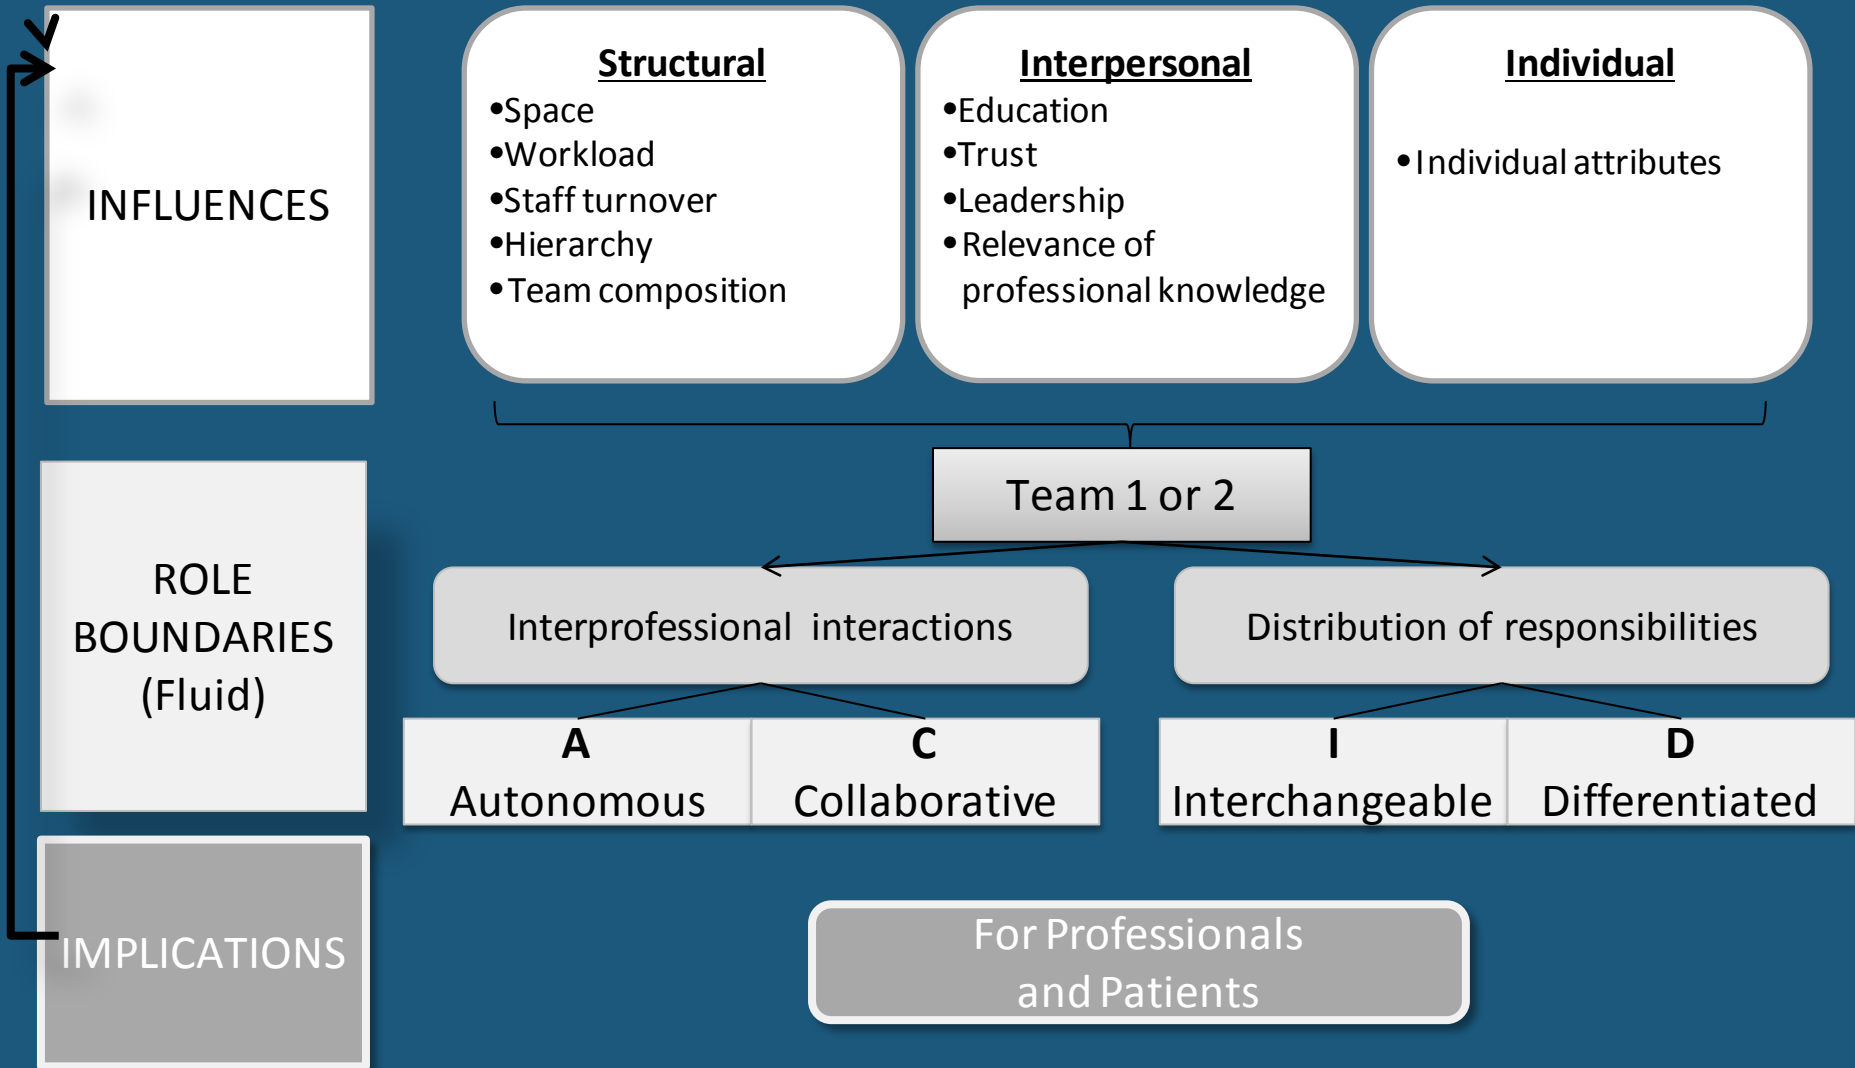 INFLUENCES
Structural
•Space
•Workload
•Staff turnover
•Hierarchy
•Team composition
Interpersonal
•Education
•Trust
•Leadership
•Relevance of
professional knowledge
Individual
•Individual attributes
ROLE
BOUNDARIES
(Fluid)
Team 1 or 2
Interprofessional interactions
Distribution of responsibilities
A
Autonomous
C
Collaborative
I
Interchangeable
D
Differentiated
IMPLICATIONS
For Professionals
and Patients